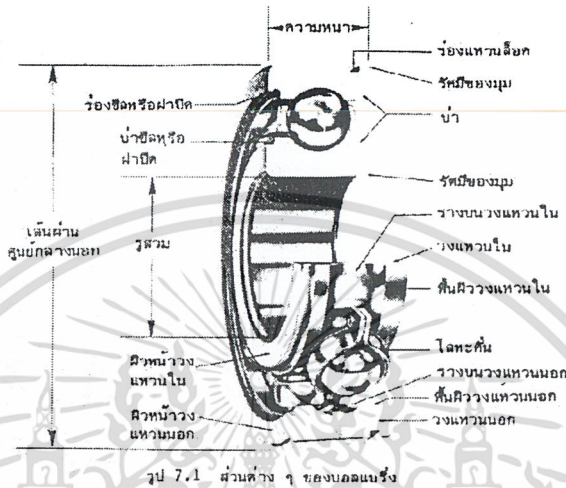 ความหนา
ร่องแหวนล็อค
รัศมีของมุม
ร่องซีลหรือฝาปิด
บ่า
บ่าซีลหรือ
ฝาปิด
รัศมีของมุม
รางบนวงแหวนใน
เส้นผ่าน
ศูนย์กลางนอก
รูสวม
วงแหวนใน
พื้นผิววงแหวนใน
ผิวหน้าวง
แหวนใน
โลหะคั่น
รางบนวงแหวนนอก
พื้นผิววงแหวนนอก
ผิวหน้าวง
แหวนนอก
วงแหวนนอก
รูป 7.1 ส่วนต่าง ๆ ของบอลแบริ่ง